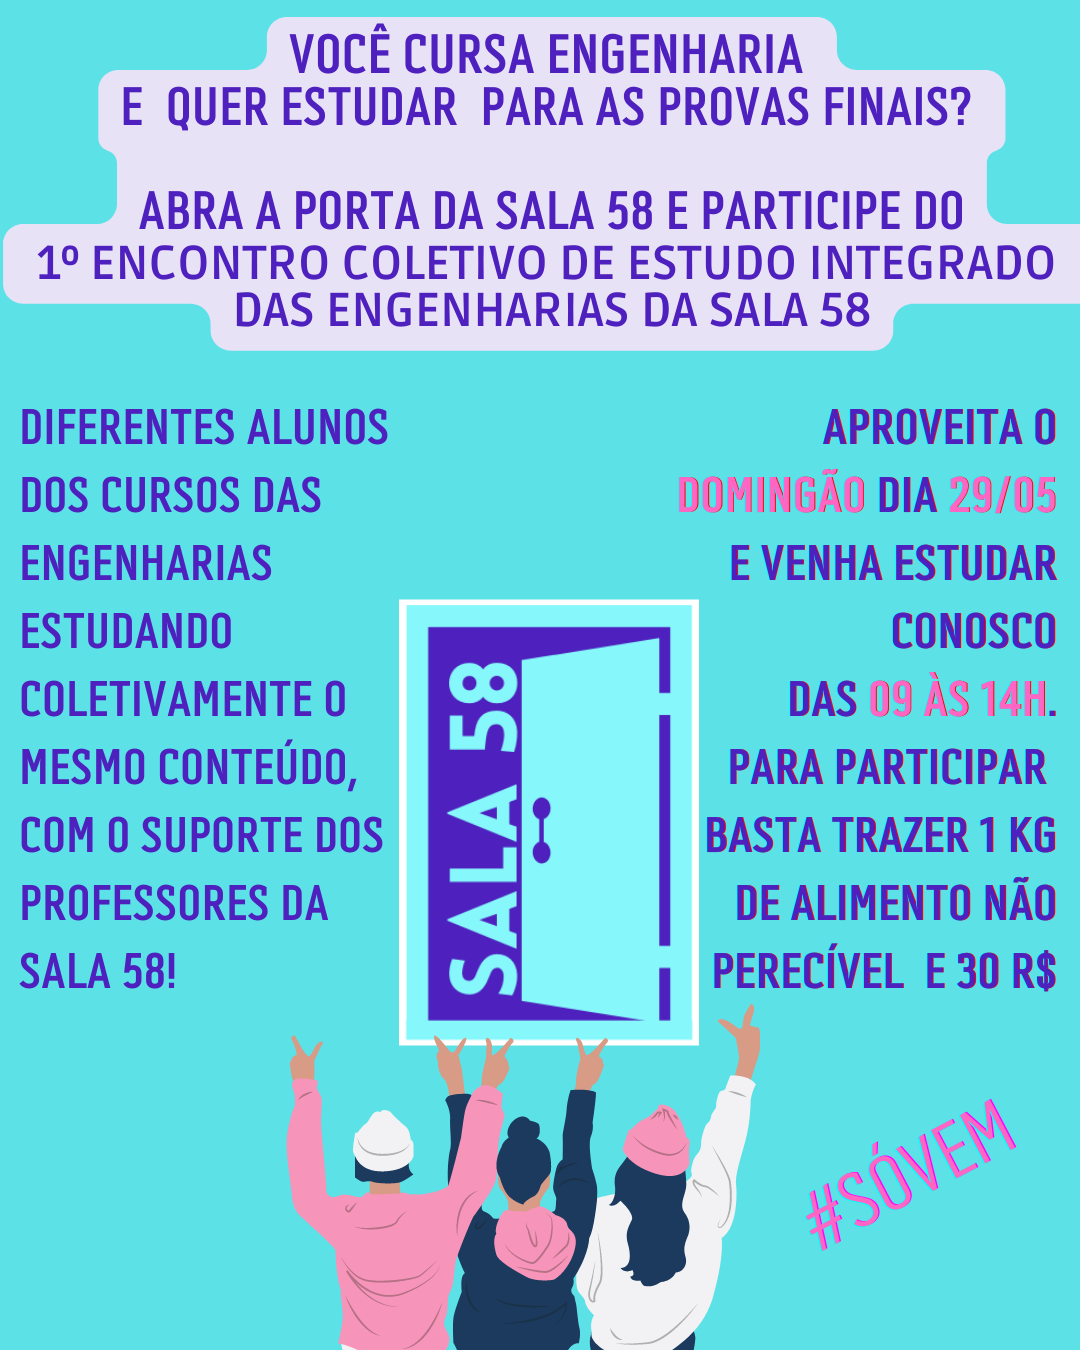 VOCÊ CURSA ENGENHARIA
E QUER ESTUDAR PARA AS PROVAS FINAIS?
ABRA A PORTA DA SALA 58 E PARTICIPE DO
1º ENCONTRO COLETIVO DE ESTUDO INTEGRADO
DAS ENGENHARIAS DA SALA 58
DIFERENTES ALUNOS
DOS CURSOS DAS
ENGENHARIAS
ESTUDANDO
COLETIVAMENTE O
MESMO CONTEÚDO,
COM O SUPORTE DOS
PROFESSORES DA
SALA 58!
SALA 58
APROVEITA O
DOMINGÃO DIA 29/05
E VENHA ESTUDAR
CONOSCO
DAS 09 ÀS 14H.
PARA PARTICIPAR
BASTA TRAZER 1 KG
DE ALIMENTO NÃO
PERECÍVEL E 30 R$
#SÓVEM